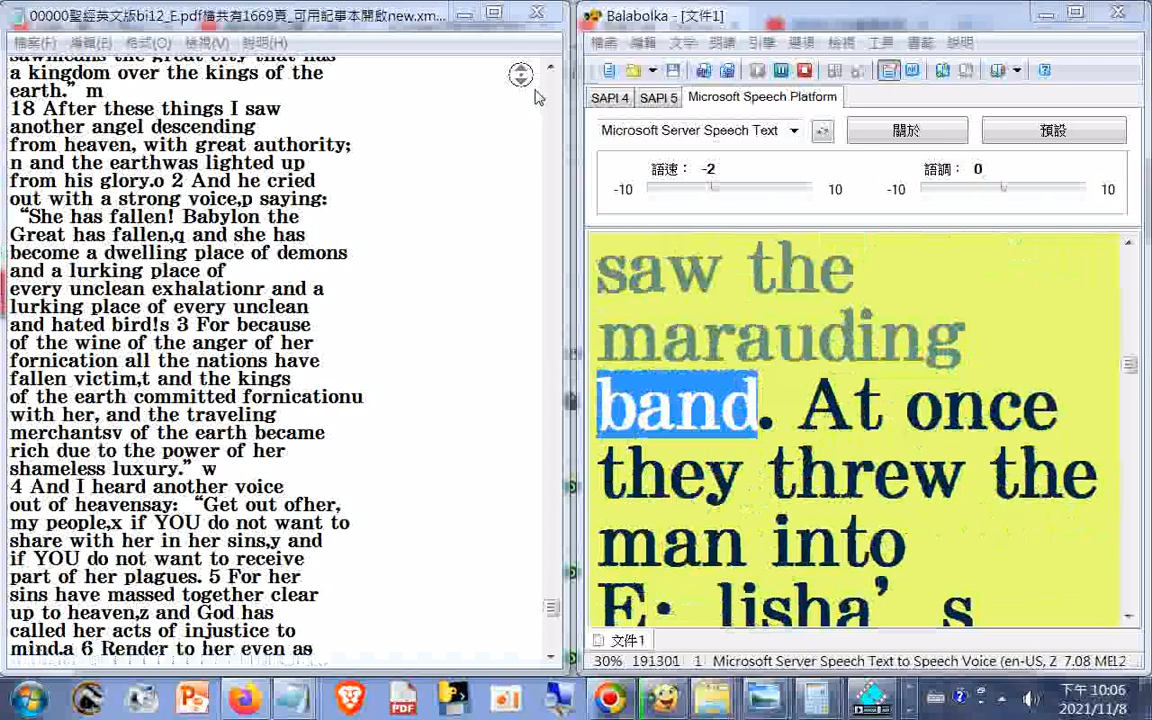 00000聖經英文版bi12_E.pdf檔共有1669頁_可用記事本開啟new.xm...
檔案(F) 編輯(E) 格式(O) 檢視(V) 說明(H)
a kingdom over the kings of the
earth.” m
18 After these things I saw
another angel descending
from heaven, with great authority;
n and the earthwas lighted up
from his glory.o 2 And he cried
out with a strong voice,p saying:
“She has fallen! Babylon the
Great has fallen,q and she has
become a dwelling place of demons
and a lurking place of
every unclean exhalationr and a
lurking place of every unclean
and hated bird!s 3 For because
of the wine of the anger of her
fornication all the nations have
fallen victim,t and the kings
of the earth committed fornicationu
with her, and the traveling
merchantsv of the earth became
rich due to the power of her
shameless luxury.” w
4 And I heard another voice
out of heavensay: “Get out ofher,
my people,x if YOU do not want to
share with her in her sins,y and
if YOU do not want to receive
part of her plagues. 5 For her
sins have massed together clear
up to heaven,z and God has
called her acts of injustice to
mind.a 6 Render to her even as
Balabolka - [文件1]
檔案 編輯 文字 朗讀 引擎 選項 檢視 工具 書籤 說明
SAPI 4 SAPI 5 Microsoft Speech Platform
Microsoft Server Speech Text 關於 預設
語速： -2 語調： 0
-10 10 -10 10
saw the
marauding
band. At once
they threw the
man into
E· lisha’ s
文件1
30% 191301 1 Microsoft Server Speech Text to Speech Voice (en-US, Z 7.08 ME
PDF
下午 10:06
2021/11/8